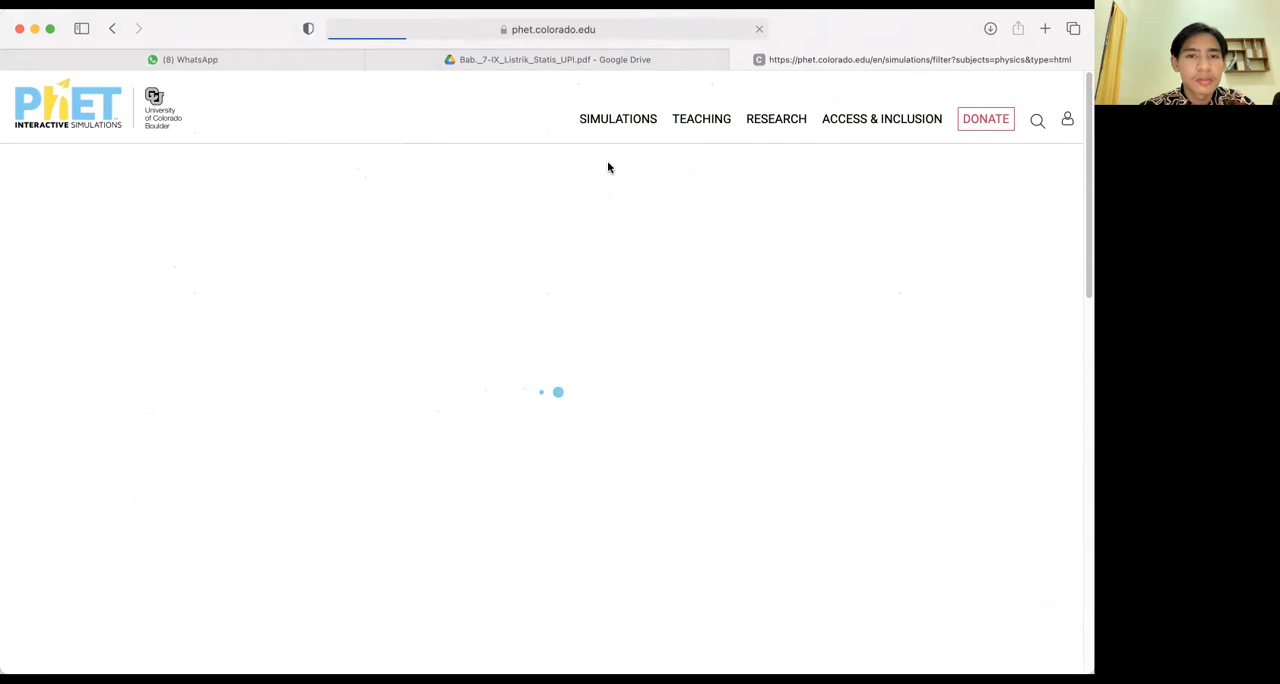 phet.colorado.edu
(8) WhatsApp
Bab._7-IX_Listrik_Statis_UPI.pdf - Google Drive
C https://phet.colorado.edu/en/simulations/filter?subjects=physics&type=html
PhET
INTERACTIVE SIMULATIONS
CU
University
of Colorado
Boulder
SIMULATIONS TEACHING RESEARCH ACCESS & INCLUSION DONATE